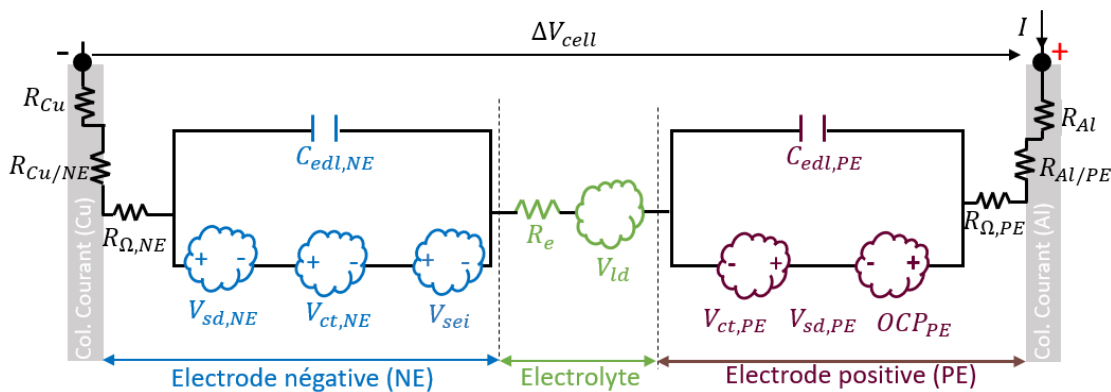 ΔV_cell
I
-
+
R_Cu
R_Al
R_Cu/NE
C_edl,NE
C_edl,PE
R_Al/PE
R_Ω,NE
R_e
R_Ω,PE
+ -
+ -
+ -
- +
- +
V_ld
V_sd,NE
V_ct,NE
V_sei
V_ct,PE
V_sd,PE
OCP_PE
Col. Courant (Cu)
Col. Courant (Al)
Electrode négative (NE)
Electrolyte
Electrode positive (PE)